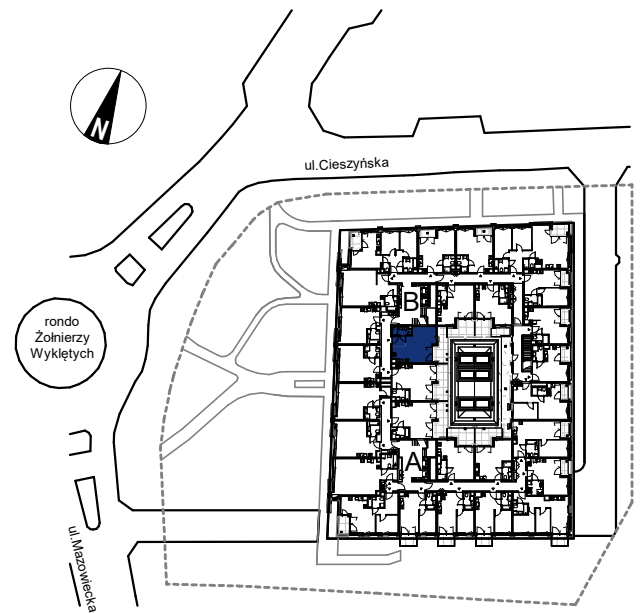 N
ul.Cieszyńska
B
rondo
Żołnierzy
Wyklętych
A
ul.Mazowiecka